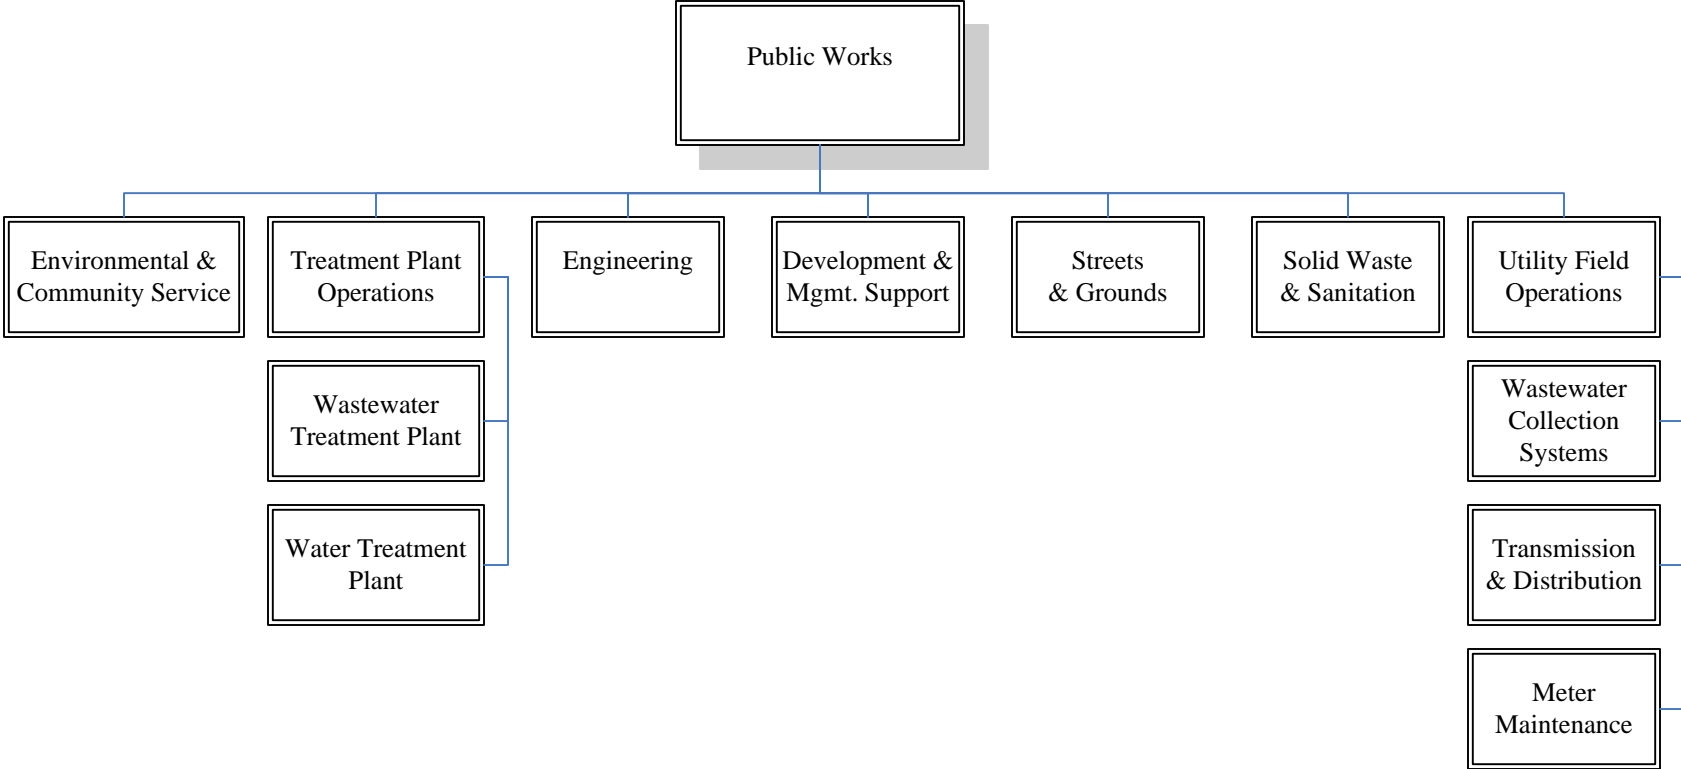 Public Works
Environmental &
Community Service
Treatment Plant
Operations
Engineering
Development &
Mgmt. Support
Streets
& Grounds
Solid Waste
& Sanitation
Utility Field
Operations
Wastewater
Treatment Plant
Wastewater
Collection
Systems
Water Treatment
Plant
Transmission
& Distribution
Meter
Maintenance